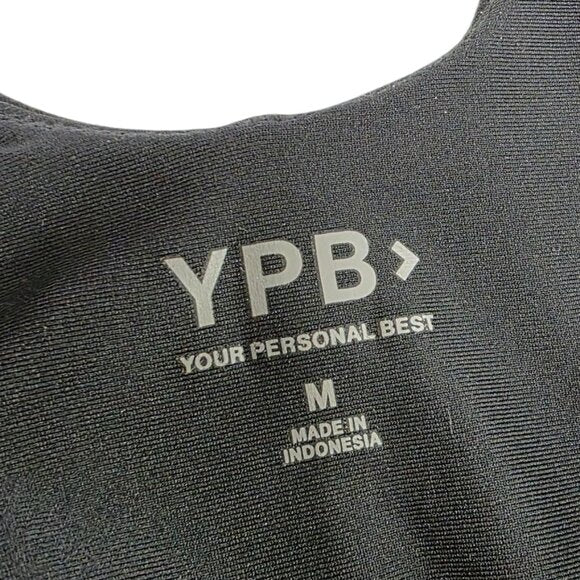 YPB>
YOUR PERSONAL BEST
M
MADE IN
INDONESIA